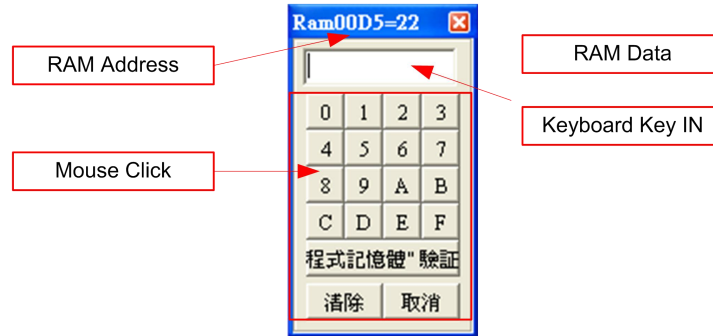 Ram00D5=22
RAM Address
RAM Data
Keyboard Key IN
0 1 2 3
4 5 6 7
Mouse Click
8 9 A B
C D E F
程式記憶體" 驗証
清除 取消